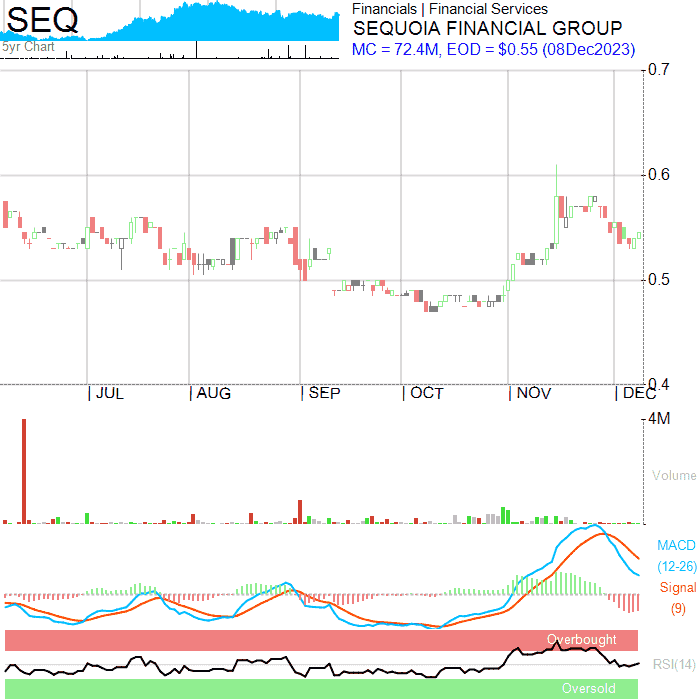 SEQ
5yr Chart
Financials | Financial Services
SEQUOIA FINANCIAL GROUP
MC = 72.4M, EOD = $0.55 (08Dec2023)
0.7
0.6
0.5
0.4
JUL
AUG
SEP
OCT
NOV
DEC
4M
Volume
MACD
(12-26)
Signal
(9)
Overbought
RSI(14)
Oversold